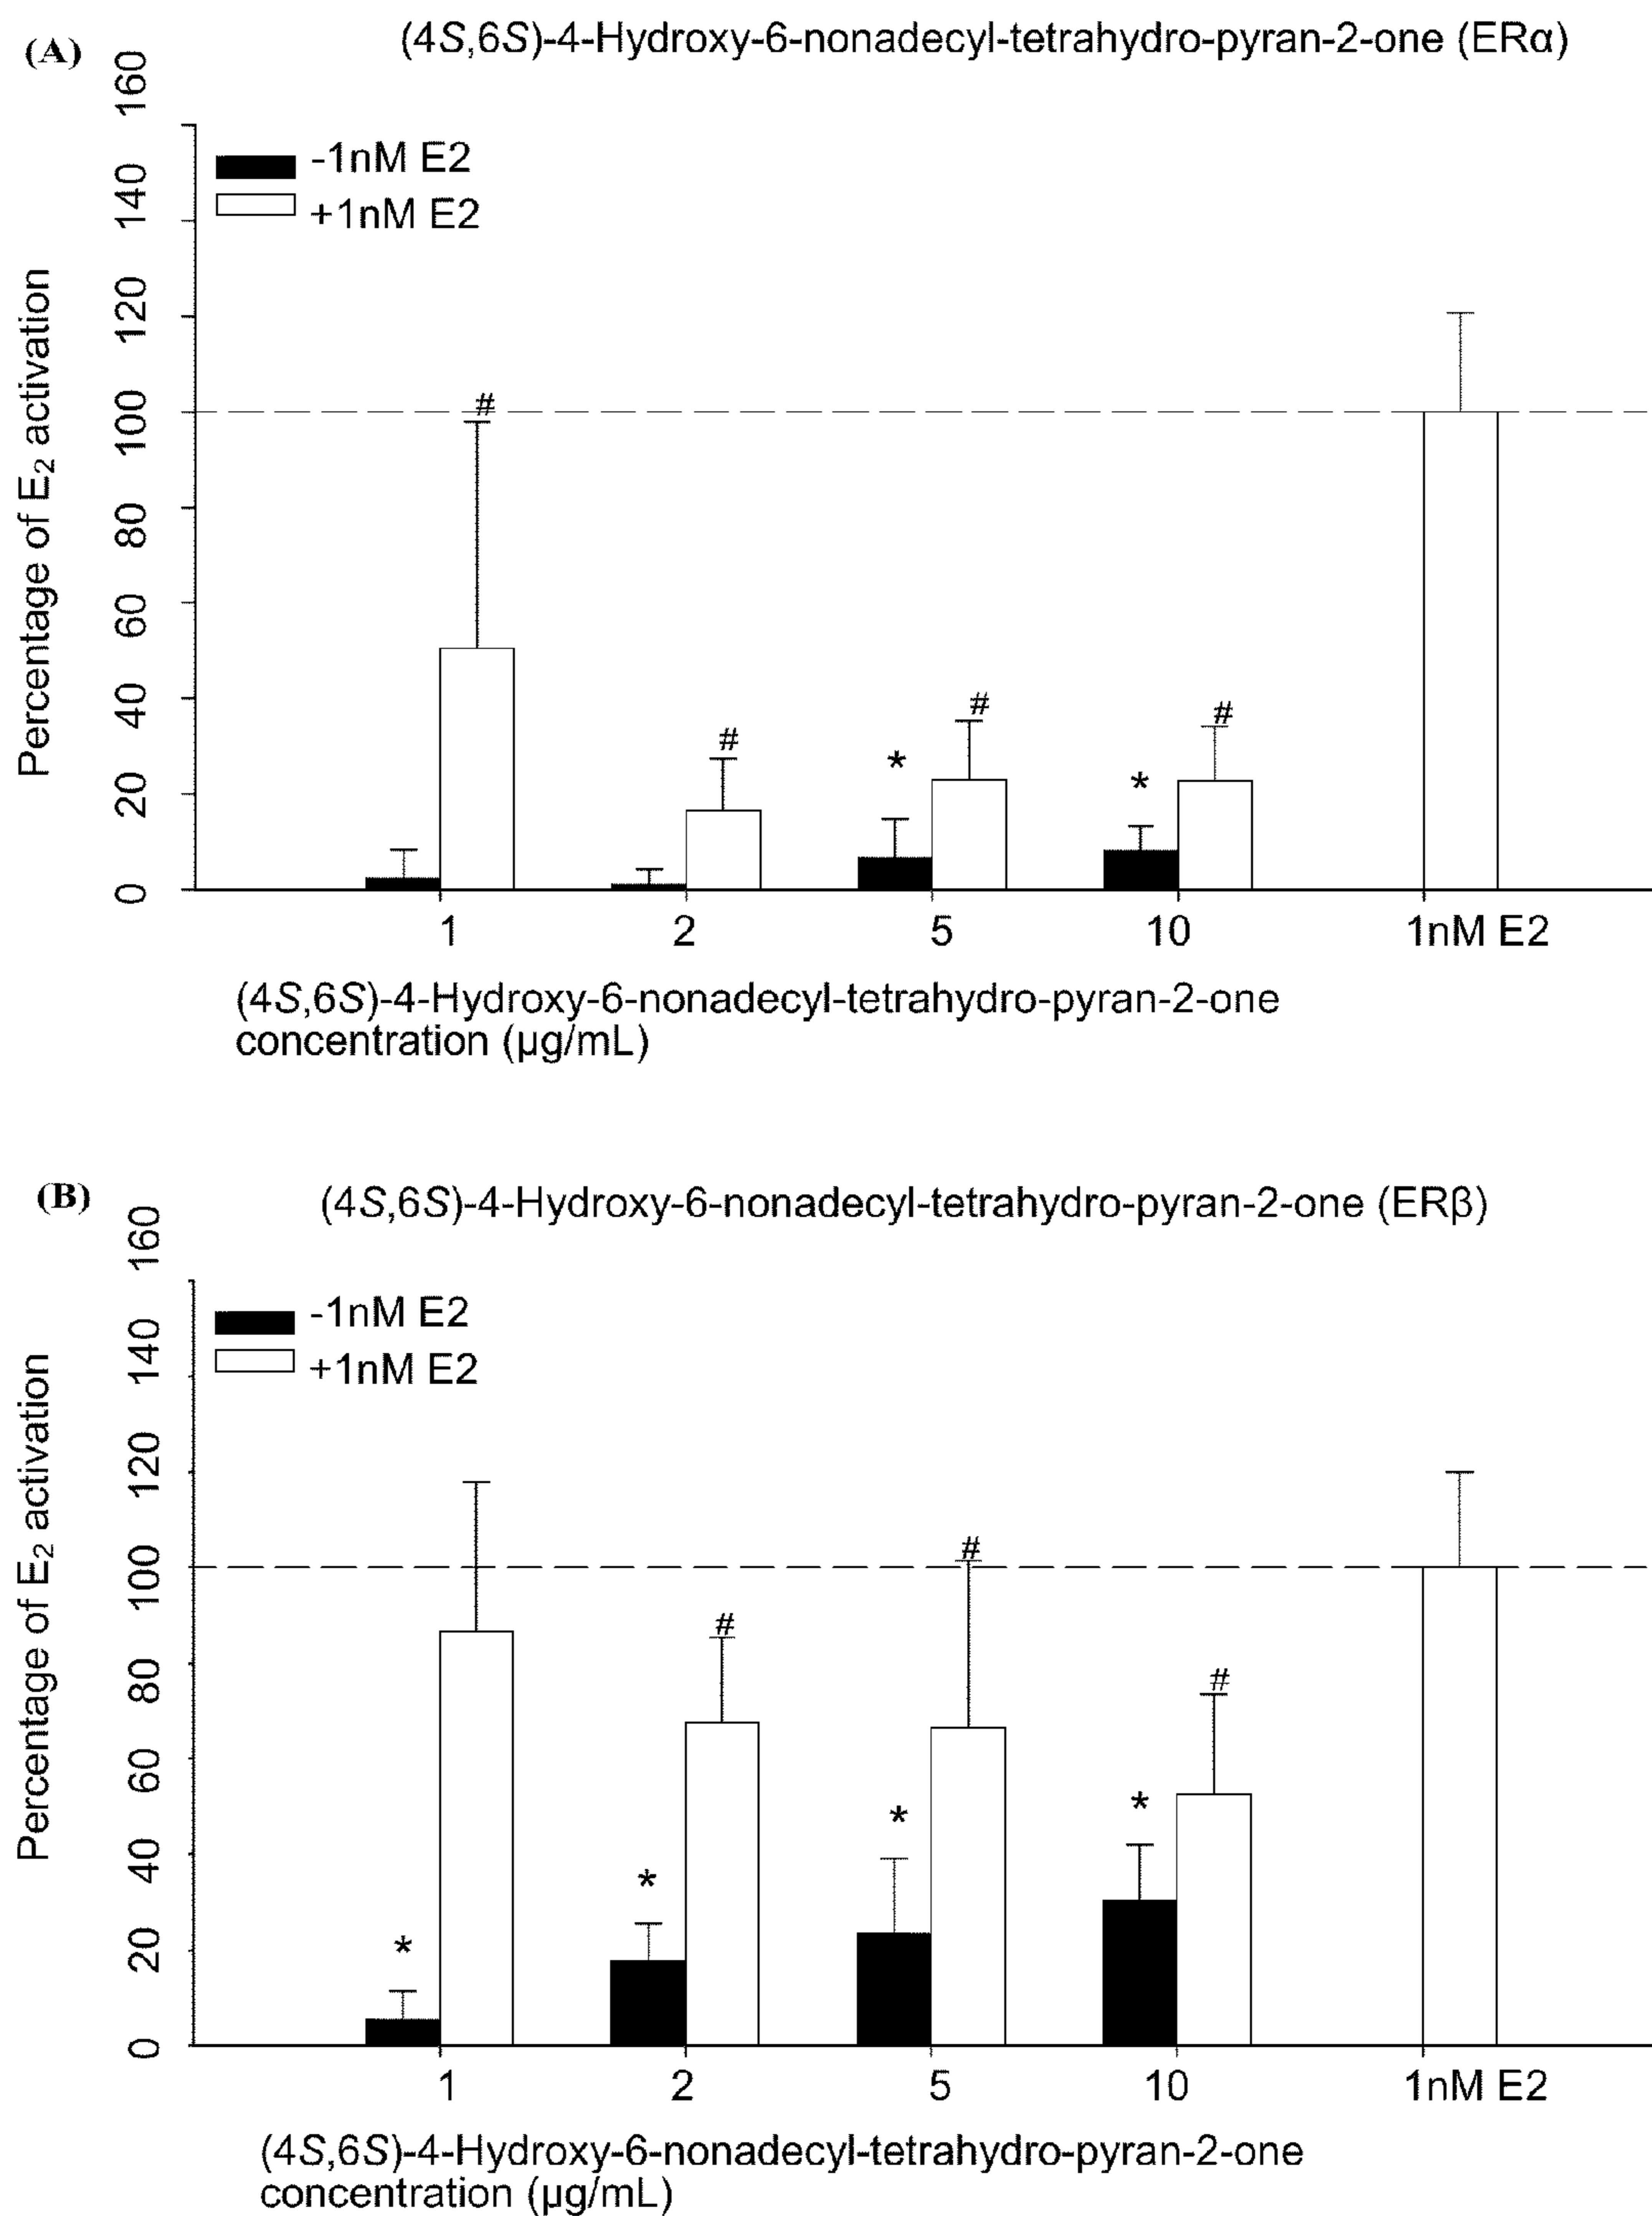 (A)
(4S,6S)-4-Hydroxy-6-nonadecyl-tetrahydro-pyran-2-one (ERα)
160
140
120
100
80
60
40
20
0
Percentage of E₂ activation
-1nM E2
+1nM E2
#
#
*
#
*
#
1
2
5
10
1nM E2
(4S,6S)-4-Hydroxy-6-nonadecyl-tetrahydro-pyran-2-one
concentration (µg/mL)
(B)
(4S,6S)-4-Hydroxy-6-nonadecyl-tetrahydro-pyran-2-one (ERβ)
160
140
120
100
80
60
40
20
0
Percentage of E₂ activation
-1nM E2
+1nM E2
*
*
#
*
#
*
#
1
2
5
10
1nM E2
(4S,6S)-4-Hydroxy-6-nonadecyl-tetrahydro-pyran-2-one
concentration (µg/mL)